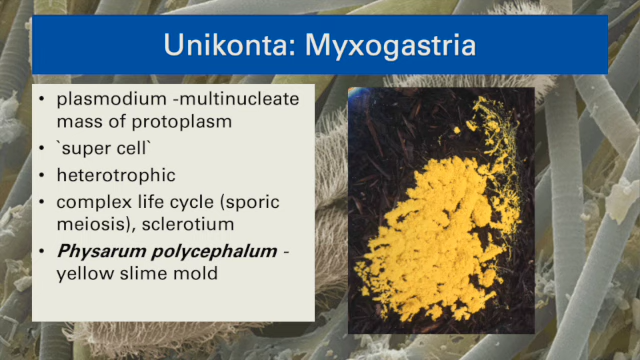 Unikonta: Myxogastria
• plasmodium -multinucleate
mass of protoplasm
• `super cell`
• heterotrophic
• complex life cycle (sporic
meiosis), sclerotium
• Physarum polycephalum -
yellow slime mold